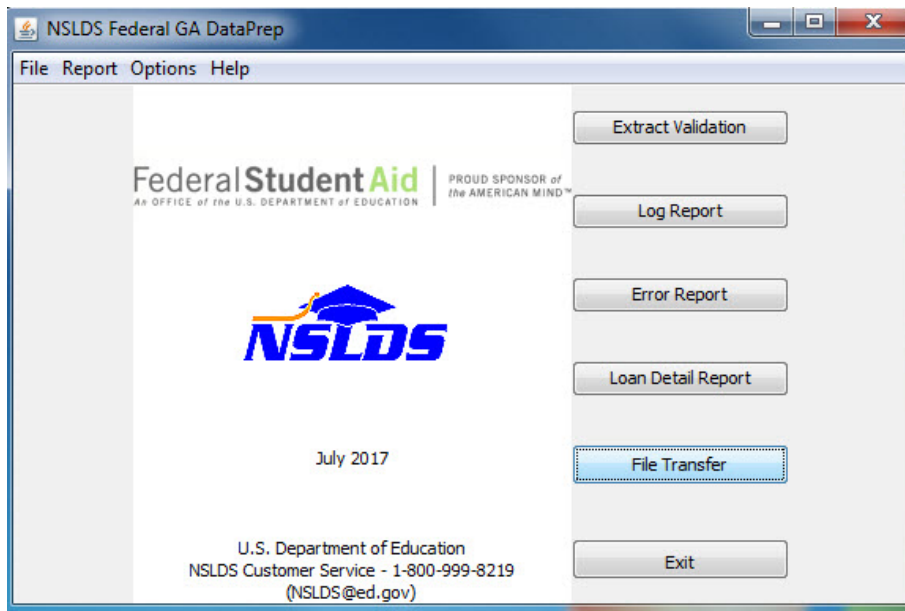 NSLDS Federal GA DataPrep
File Report Options Help
Federal Student Aid
An OFFICE of the U.S. DEPARTMENT of EDUCATION
PROUD SPONSOR of
the AMERICAN MIND™
NSLDS
July 2017
U.S. Department of Education
NSLDS Customer Service - 1-800-999-8219
(NSLDS@ed.gov)
Extract Validation
Log Report
Error Report
Loan Detail Report
File Transfer
Exit